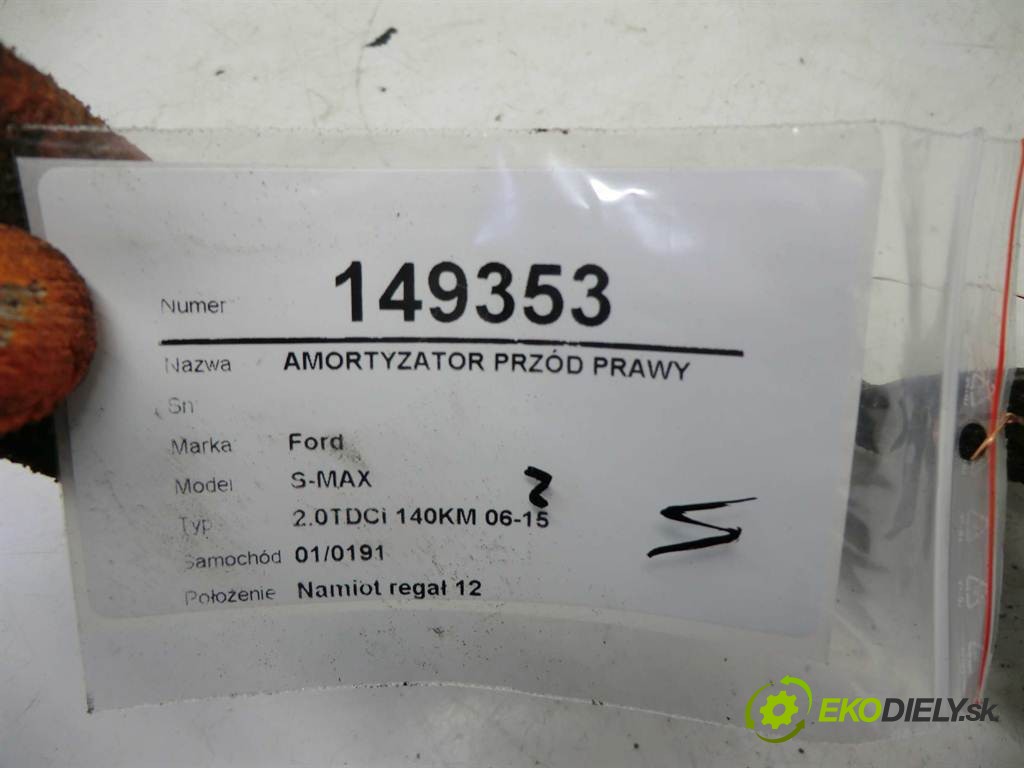 Numer 149353
Nazwa AMORTYZATOR PRZÓD PRAWY
Sn
Marka Ford
Model S-MAX
2
Typ 2.0TDCi 140KM 06-15
Samochód 01/0191
Położenie Namiot regał 12
EKODIELY.sk